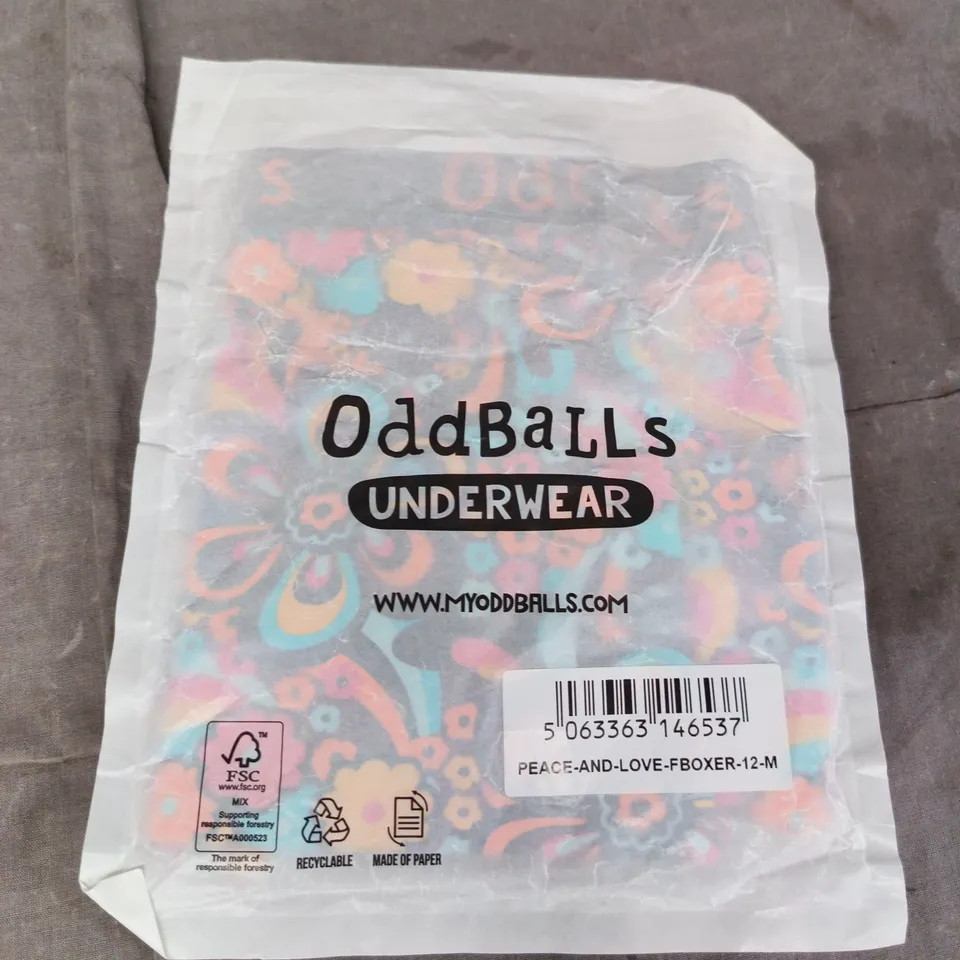 OddBaLLs
UNDERWEAR
WWW.MYODDBALLS.COM
5 063363 146537
PEACE-AND-LOVE-FBOXER-12-M
FSC™
www.fsc.org
MIX
Supporting
responsible forestry
FSC™A000523
The mark of
responsible forestry
RECYCLABLE
MADE OF PAPER